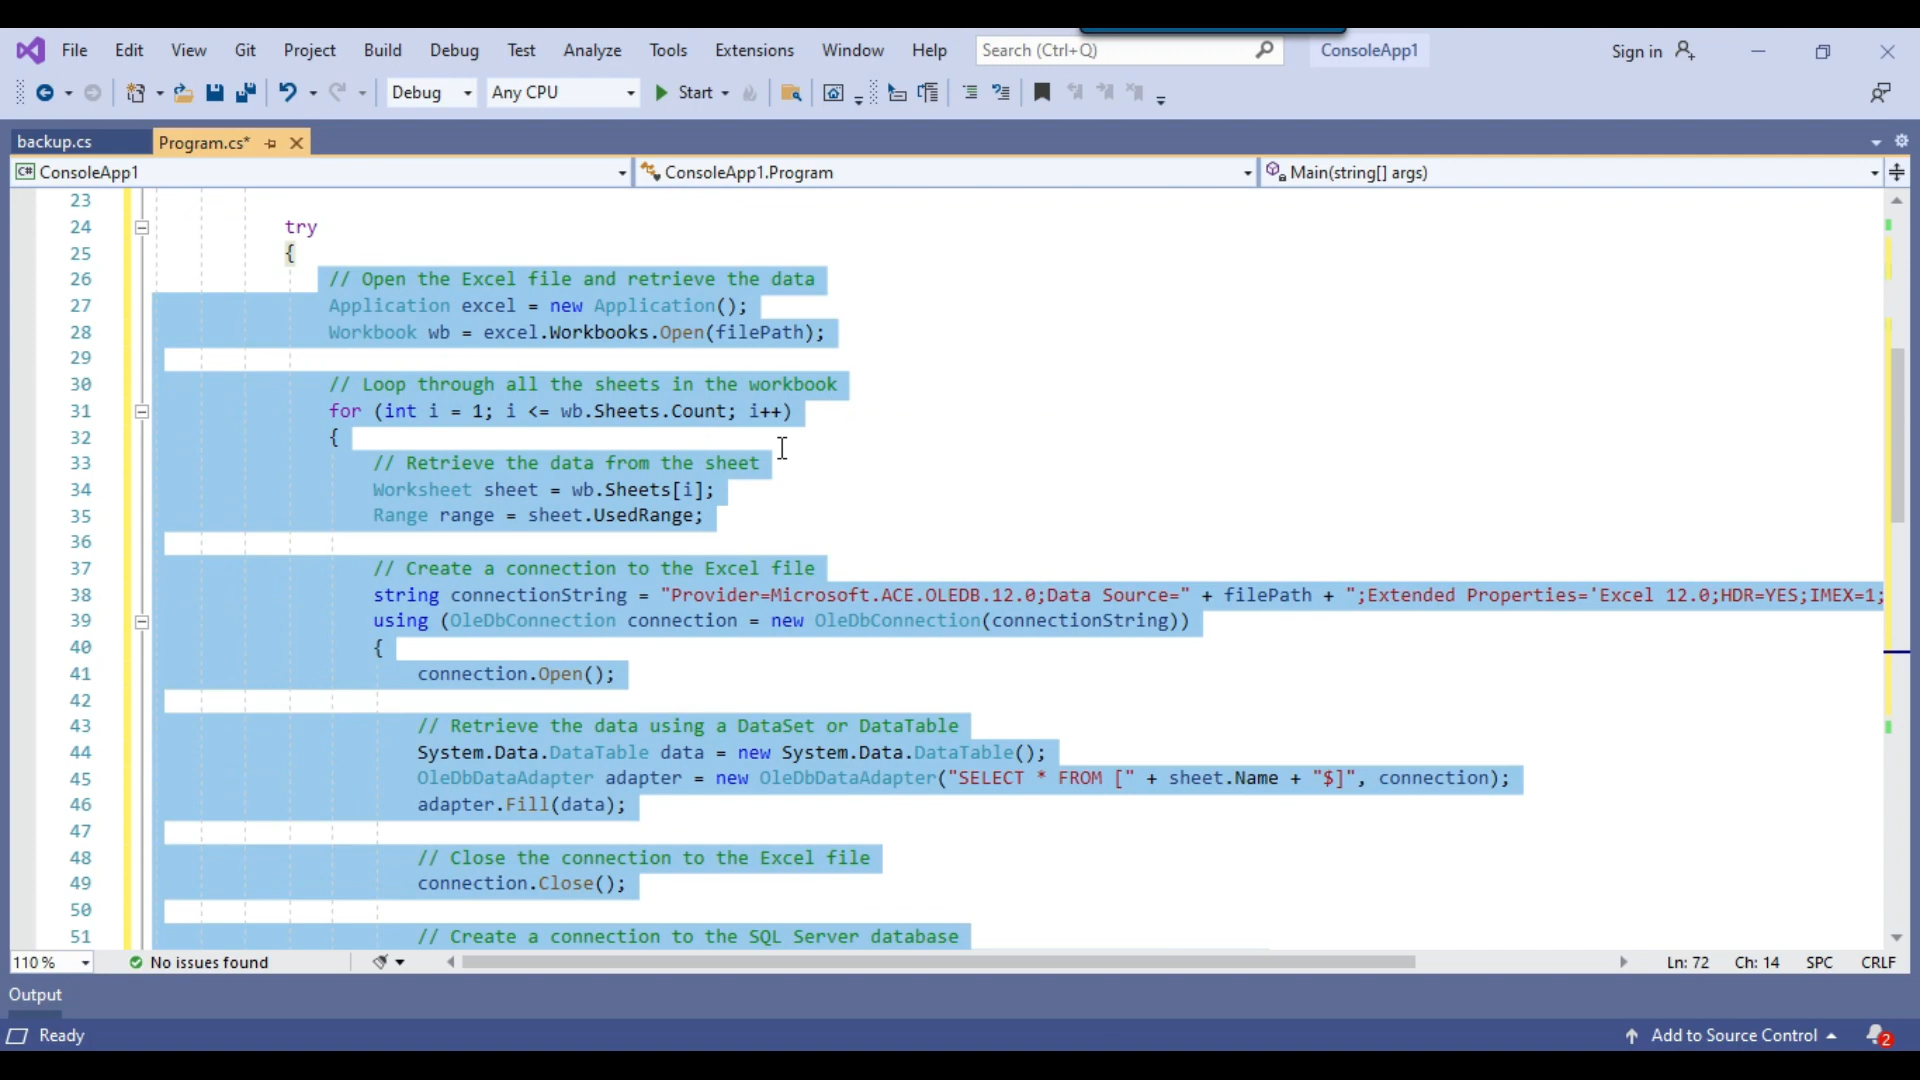 File Edit View Git Project Build Debug Test Analyze Tools Extensions Window Help Search (Ctrl+Q) ConsoleApp1 Sign in
Debug Any CPU Start
backup.cs Program.cs*
C# ConsoleApp1 ConsoleApp1.Program Main(string[] args)
23
24 try
25 {
26 // Open the Excel file and retrieve the data
27 Application excel = new Application();
28 Workbook wb = excel.Workbooks.Open(filePath);
29
30 // Loop through all the sheets in the workbook
31 for (int i = 1; i <= wb.Sheets.Count; i++)
32 {
33 // Retrieve the data from the sheet
34 Worksheet sheet = wb.Sheets[i];
35 Range range = sheet.UsedRange;
36
37 // Create a connection to the Excel file
38 string connectionString = "Provider=Microsoft.ACE.OLEDB.12.0;Data Source=" + filePath + ";Extended Properties='Excel 12.0;HDR=YES;IMEX=1;
39 using (OleDbConnection connection = new OleDbConnection(connectionString))
40 {
41 connection.Open();
42
43 // Retrieve the data using a DataSet or DataTable
44 System.Data.DataTable data = new System.Data.DataTable();
45 OleDbDataAdapter adapter = new OleDbDataAdapter("SELECT * FROM [" + sheet.Name + "$]", connection);
46 adapter.Fill(data);
47
48 // Close the connection to the Excel file
49 connection.Close();
50
51 // Create a connection to the SQL Server database
110 % No issues found Ln: 72 Ch: 14 SPC CRLF
Output
Ready Add to Source Control 2